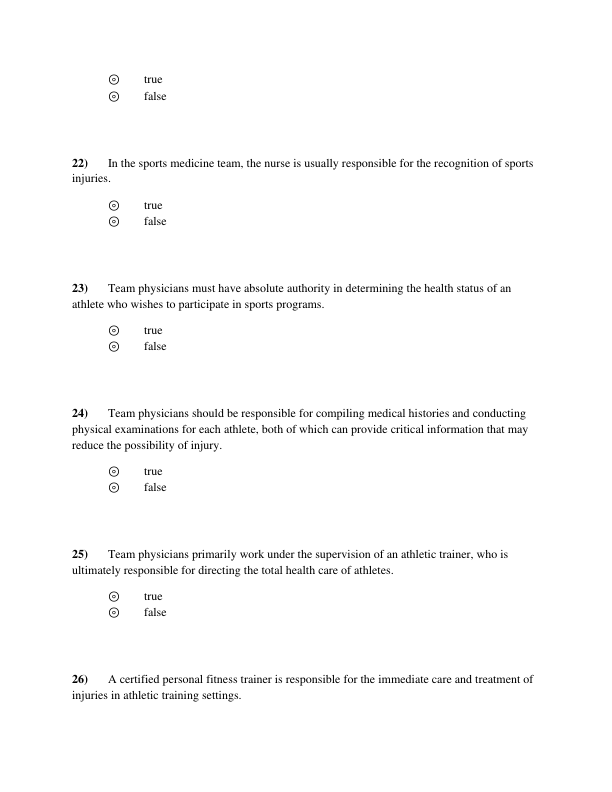 true
false
22) In the sports medicine team, the nurse is usually responsible for the recognition of sports
injuries.
true
false
23) Team physicians must have absolute authority in determining the health status of an
athlete who wishes to participate in sports programs.
true
false
24) Team physicians should be responsible for compiling medical histories and conducting
physical examinations for each athlete, both of which can provide critical information that may
reduce the possibility of injury.
true
false
25) Team physicians primarily work under the supervision of an athletic trainer, who is
ultimately responsible for directing the total health care of athletes.
true
false
26) A certified personal fitness trainer is responsible for the immediate care and treatment of
injuries in athletic training settings.